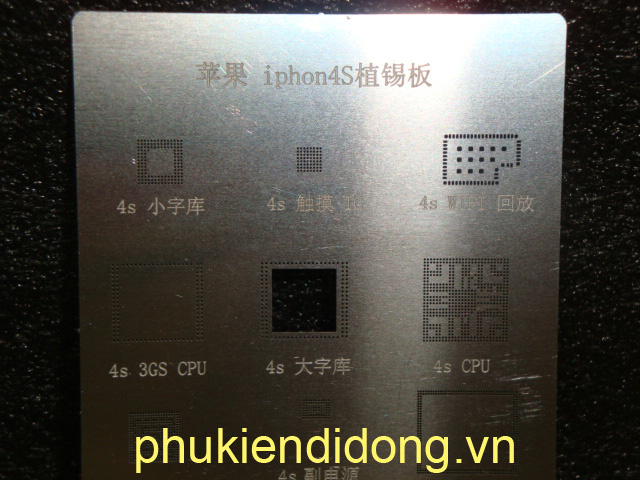 苹果 iphon4S植锡板
4s 小字库
4s 触摸 IC
4s WIFI 回放
4s 3GS CPU
4s 大字库
4s CPU
4s 副电源
phukiendidong.vn